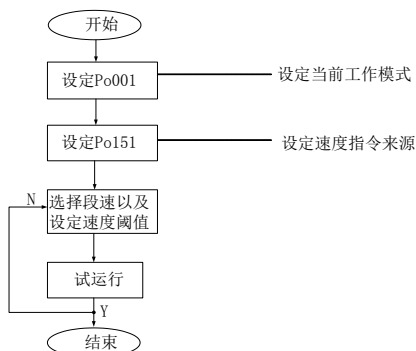 开始
设定Po001
设定当前工作模式
设定Po151
设定速度指令来源
N
选择段速以及
设定速度阈值
试运行
Y
结束